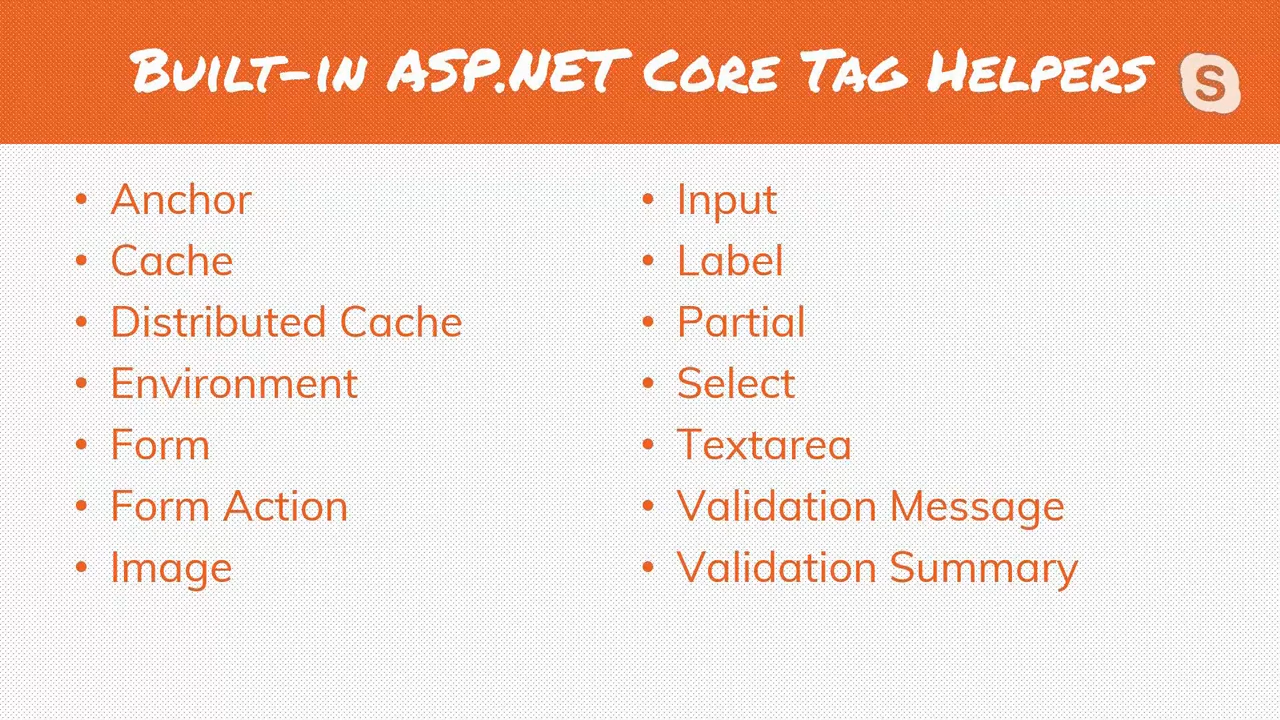 Built-in ASP.NET Core Tag Helpers
S
• Anchor
• Cache
• Distributed Cache
• Environment
• Form
• Form Action
• Image
• Input
• Label
• Partial
• Select
• Textarea
• Validation Message
• Validation Summary